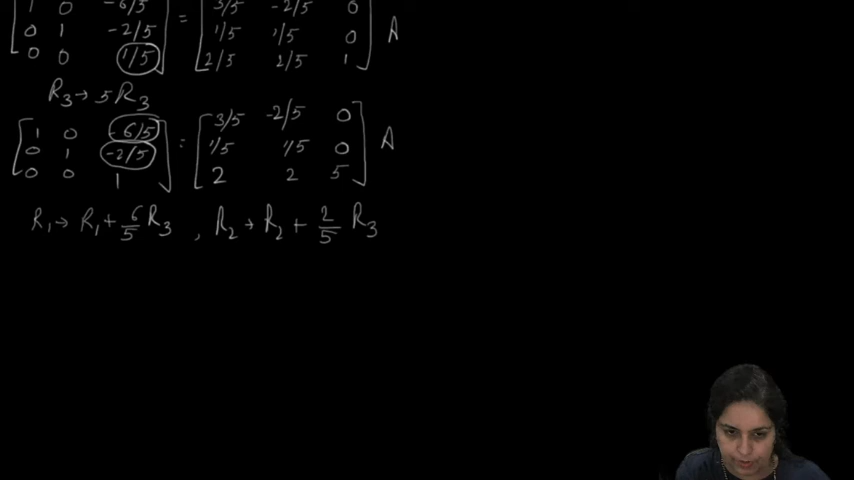 [1 0 -6/5] = [3/5 -2/5 0]
[0 1 -2/5] [1/5 1/5 0] A
[0 0 1/5] [2/5 2/5 1]
R₃ → 5R₃
[1 0 -6/5] = [3/5 -2/5 0]
[0 1 -2/5] [1/5 1/5 0] A
[0 0 1] [2 2 5]
R₁ → R₁ + 6/5 R₃ , R₂ → R₂ + 2/5 R₃